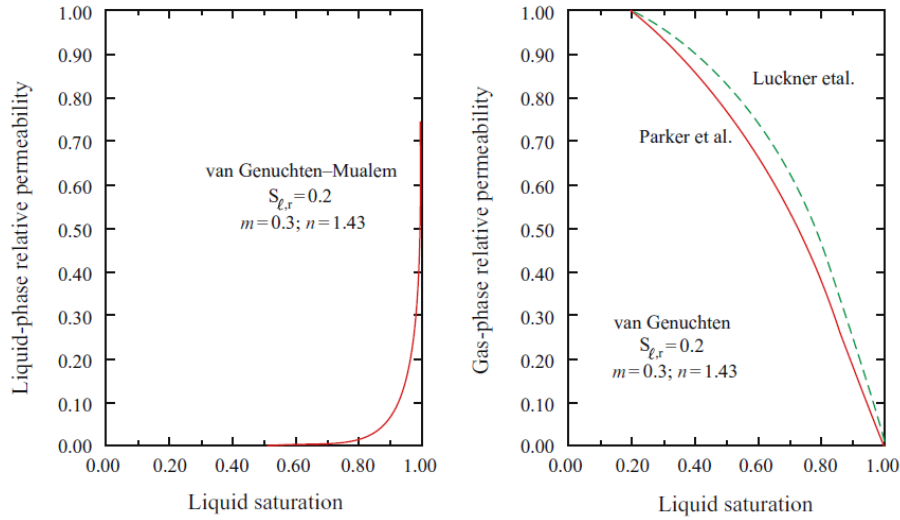 Liquid-phase relative permeability
1.00
0.90
0.80
0.70
0.60
0.50
0.40
0.30
0.20
0.10
0.00
van Genuchten–Mualem
Sℓ,r=0.2
m=0.3; n=1.43
0.00 0.20 0.40 0.60 0.80 1.00
Liquid saturation
Gas-phase relative permeability
1.00
0.90
0.80
0.70
0.60
0.50
0.40
0.30
0.20
0.10
0.00
Luckner etal.
Parker et al.
van Genuchten
Sℓ,r=0.2
m=0.3; n=1.43
0.00 0.20 0.40 0.60 0.80 1.00
Liquid saturation